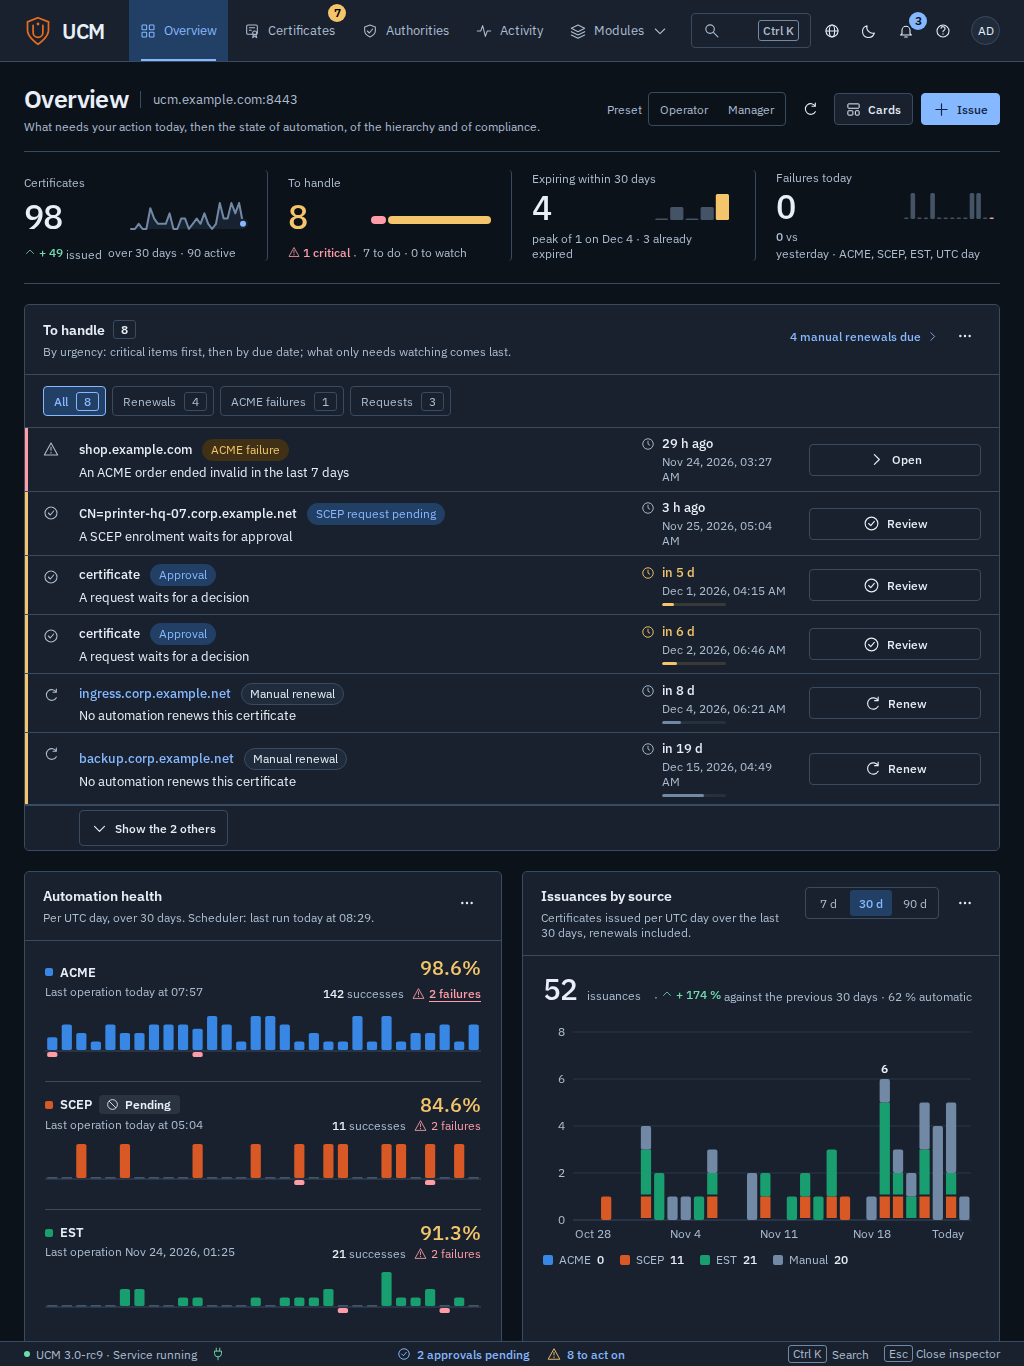 UCM
Overview
Certificates
7
Authorities
Activity
Modules
Ctrl K
3
AD
Overview
ucm.example.com:8443
What needs your action today, then the state of automation, of the hierarchy and of compliance.
Preset
Operator
Manager
Cards
Issue
Certificates
98
+ 49 issued over 30 days · 90 active
To handle
8
1 critical · 7 to do · 0 to watch
Expiring within 30 days
4
peak of 1 on Dec 4 · 3 already
expired
Failures today
0
0 vs
yesterday · ACME, SCEP, EST, UTC day
To handle 8
By urgency: critical items first, then by due date; what only needs watching comes last.
4 manual renewals due
All 8
Renewals 4
ACME failures 1
Requests 3
shop.example.com ACME failure
An ACME order ended invalid in the last 7 days
29 h ago
Nov 24, 2026, 03:27
AM
Open
CN=printer-hq-07.corp.example.net SCEP request pending
A SCEP enrolment waits for approval
3 h ago
Nov 25, 2026, 05:04
AM
Review
certificate Approval
A request waits for a decision
in 5 d
Dec 1, 2026, 04:15 AM
Review
certificate Approval
A request waits for a decision
in 6 d
Dec 2, 2026, 06:46 AM
Review
ingress.corp.example.net Manual renewal
No automation renews this certificate
in 8 d
Dec 4, 2026, 06:21 AM
Renew
backup.corp.example.net Manual renewal
No automation renews this certificate
in 19 d
Dec 15, 2026, 04:49
AM
Renew
Show the 2 others
Automation health
Per UTC day, over 30 days. Scheduler: last run today at 08:29.
ACME
98.6%
Last operation today at 07:57
142 successes 2 failures
SCEP Pending
84.6%
Last operation today at 05:04
11 successes 2 failures
EST
91.3%
Last operation Nov 24, 2026, 01:25
21 successes 2 failures
Issuances by source
Certificates issued per UTC day over the last
30 days, renewals included.
7 d
30 d
90 d
52 issuances · + 174 % against the previous 30 days · 62 % automatic
8
6
4
2
0
6
Oct 28
Nov 4
Nov 11
Nov 18
Today
ACME 0
SCEP 11
EST 21
Manual 20
UCM 3.0-rc9 · Service running
2 approvals pending
8 to act on
Ctrl K Search
Esc Close inspector